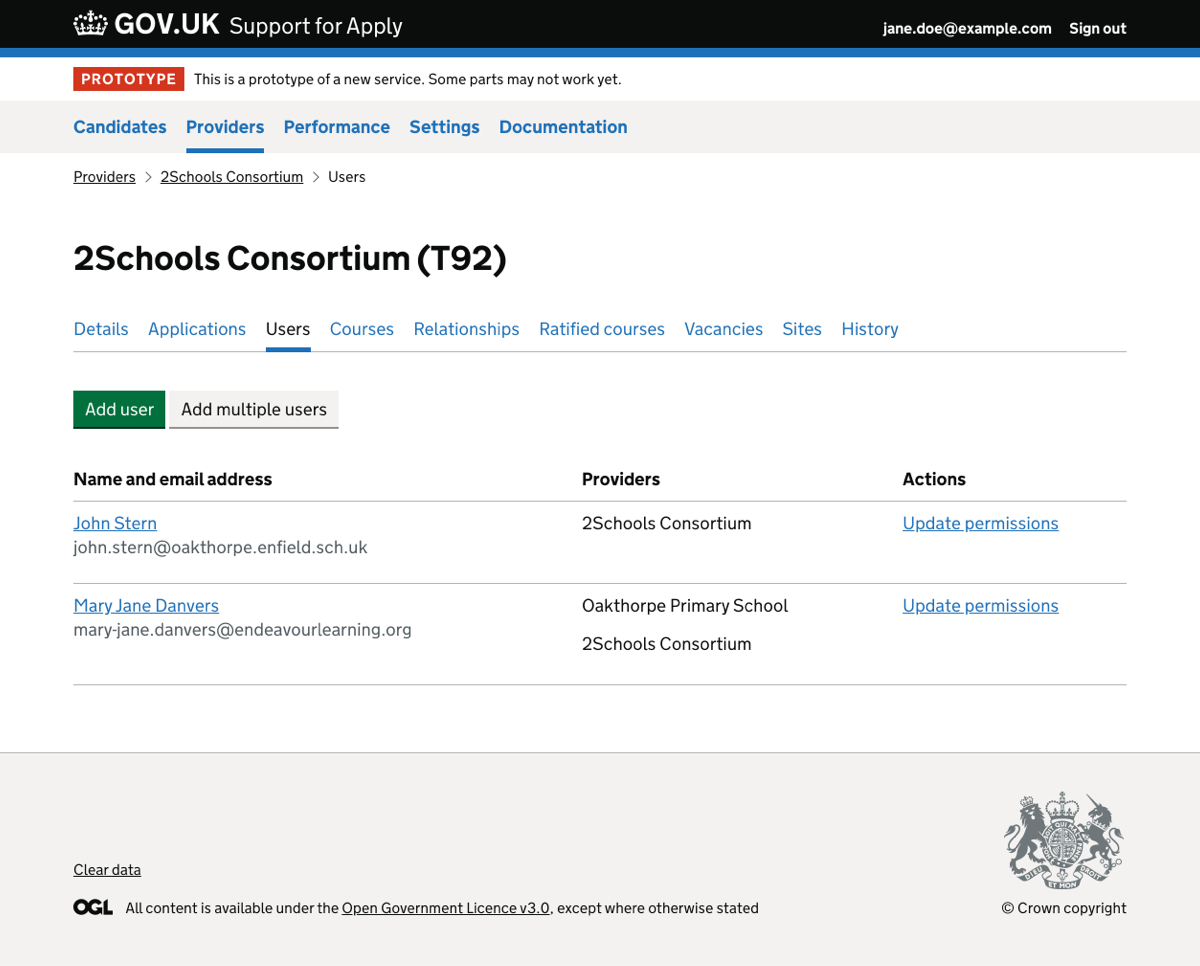 GOV.UK Support for Apply
jane.doe@example.com Sign out
PROTOTYPE This is a prototype of a new service. Some parts may not work yet.
Candidates Providers Performance Settings Documentation
Providers > 2Schools Consortium > Users
2Schools Consortium (T92)
Details Applications Users Courses Relationships Ratified courses Vacancies Sites History
Add user Add multiple users
Name and email address Providers Actions
John Stern 2Schools Consortium Update permissions
john.stern@oakthorpe.enfield.sch.uk
Mary Jane Danvers Oakthorpe Primary School Update permissions
mary-jane.danvers@endeavourlearning.org
2Schools Consortium
Clear data
OGL All content is available under the Open Government Licence v3.0, except where otherwise stated
DIEU ET MON DROIT
© Crown copyright